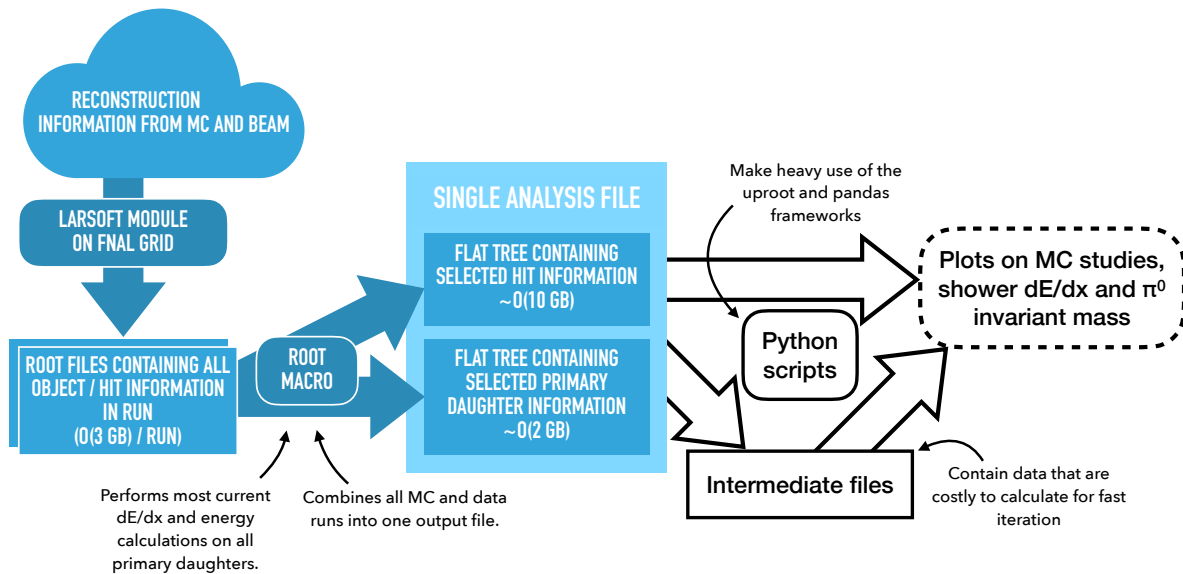 RECONSTRUCTION
INFORMATION FROM MC AND BEAM
LARSOFT MODULE
ON FNAL GRID
ROOT FILES CONTAINING ALL
OBJECT / HIT INFORMATION
IN RUN
(O(3 GB) / RUN)
ROOT
MACRO
Performs most current
dE/dx and energy
calculations on all
primary daughters.
Combines all MC and data
runs into one output file.
SINGLE ANALYSIS FILE
FLAT TREE CONTAINING
SELECTED HIT INFORMATION
~O(10 GB)
FLAT TREE CONTAINING
SELECTED PRIMARY
DAUGHTER INFORMATION
~O(2 GB)
Make heavy use of the
uproot and pandas
frameworks
Python
scripts
Intermediate files
Contain data that are
costly to calculate for fast
iteration
Plots on MC studies,
shower dE/dx and π⁰
invariant mass